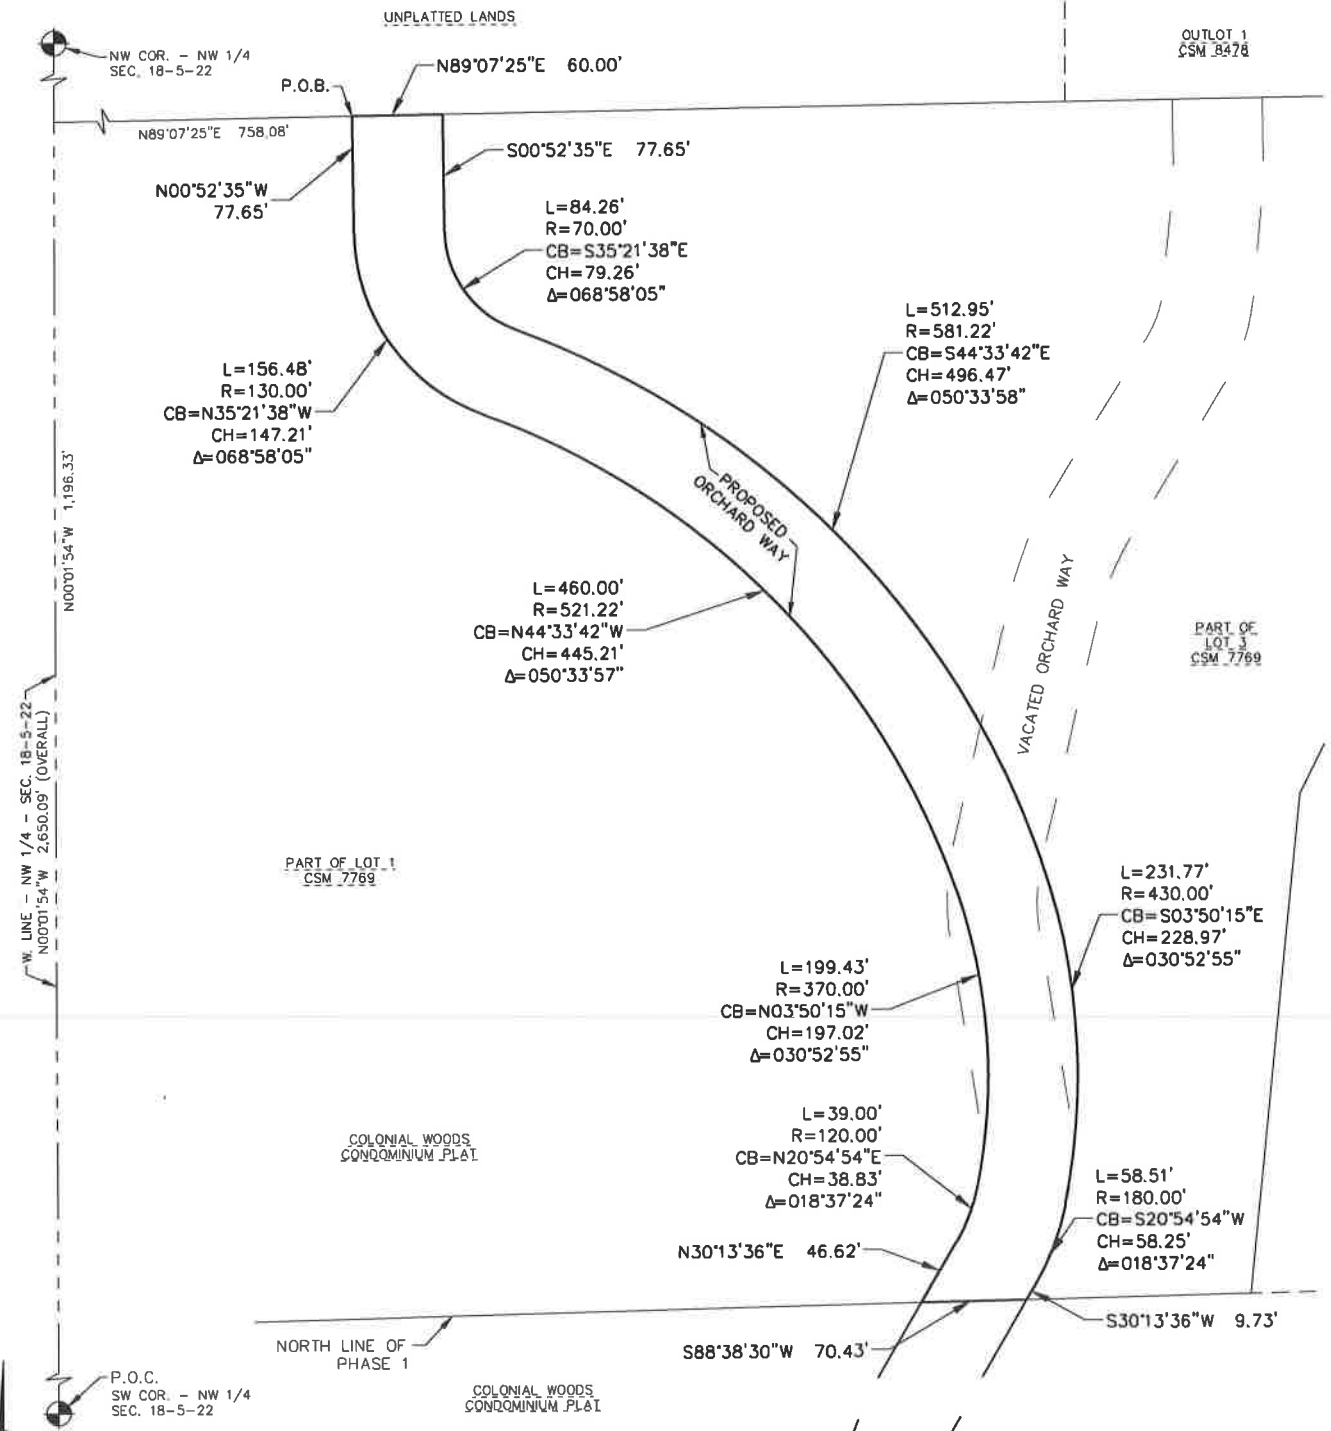 UNPLATTED LANDS
OUTLOT 1
CSM 8478
NW COR. - NW 1/4
SEC. 18-5-22
N89°07'25"E 60.00'
P.O.B.
N89°07'25"E 758.08'
S00°52'35"E 77.65'
N00°52'35"W
77.65'
L=84.26'
R=70.00'
CB=S35°21'38"E
CH=79.26'
Δ=068°58'05"
L=512.95'
R=581.22'
CB=S44°33'42"E
CH=496.47'
Δ=050°33'58"
L=156.48'
R=130.00'
CB=N35°21'38"W
CH=147.21'
Δ=068°58'05"
N00°01'54"W 1,196.33'
PROPOSED
ORCHARD WAY
L=460.00'
R=521.22'
CB=N44°33'42"W
CH=445.21'
Δ=050°33'57"
VACATED ORCHARD WAY
PART OF
LOT 3
CSM 7769
W. LINE - NW 1/4 - SEC. 18-5-22
N00°01'54"W 2,650.09' (OVERALL)
PART OF LOT 1
CSM 7769
L=231.77'
R=430.00'
CB=S03°50'15"E
CH=228.97'
Δ=030°52'55"
L=199.43'
R=370.00'
CB=N03°50'15"W
CH=197.02'
Δ=030°52'55"
COLONIAL WOODS
CONDOMINIUM PLAT
L=39.00'
R=120.00'
CB=N20°54'54"E
CH=38.83'
Δ=018°37'24"
L=58.51'
R=180.00'
CB=S20°54'54"W
CH=58.25'
Δ=018°37'24"
N30°13'36"E 46.62'
S30°13'36"W 9.73'
NORTH LINE OF
PHASE 1
S88°38'30"W 70.43'
P.O.C.
SW COR. - NW 1/4
SEC. 18-5-22
COLONIAL WOODS
CONDOMINIUM PLAT